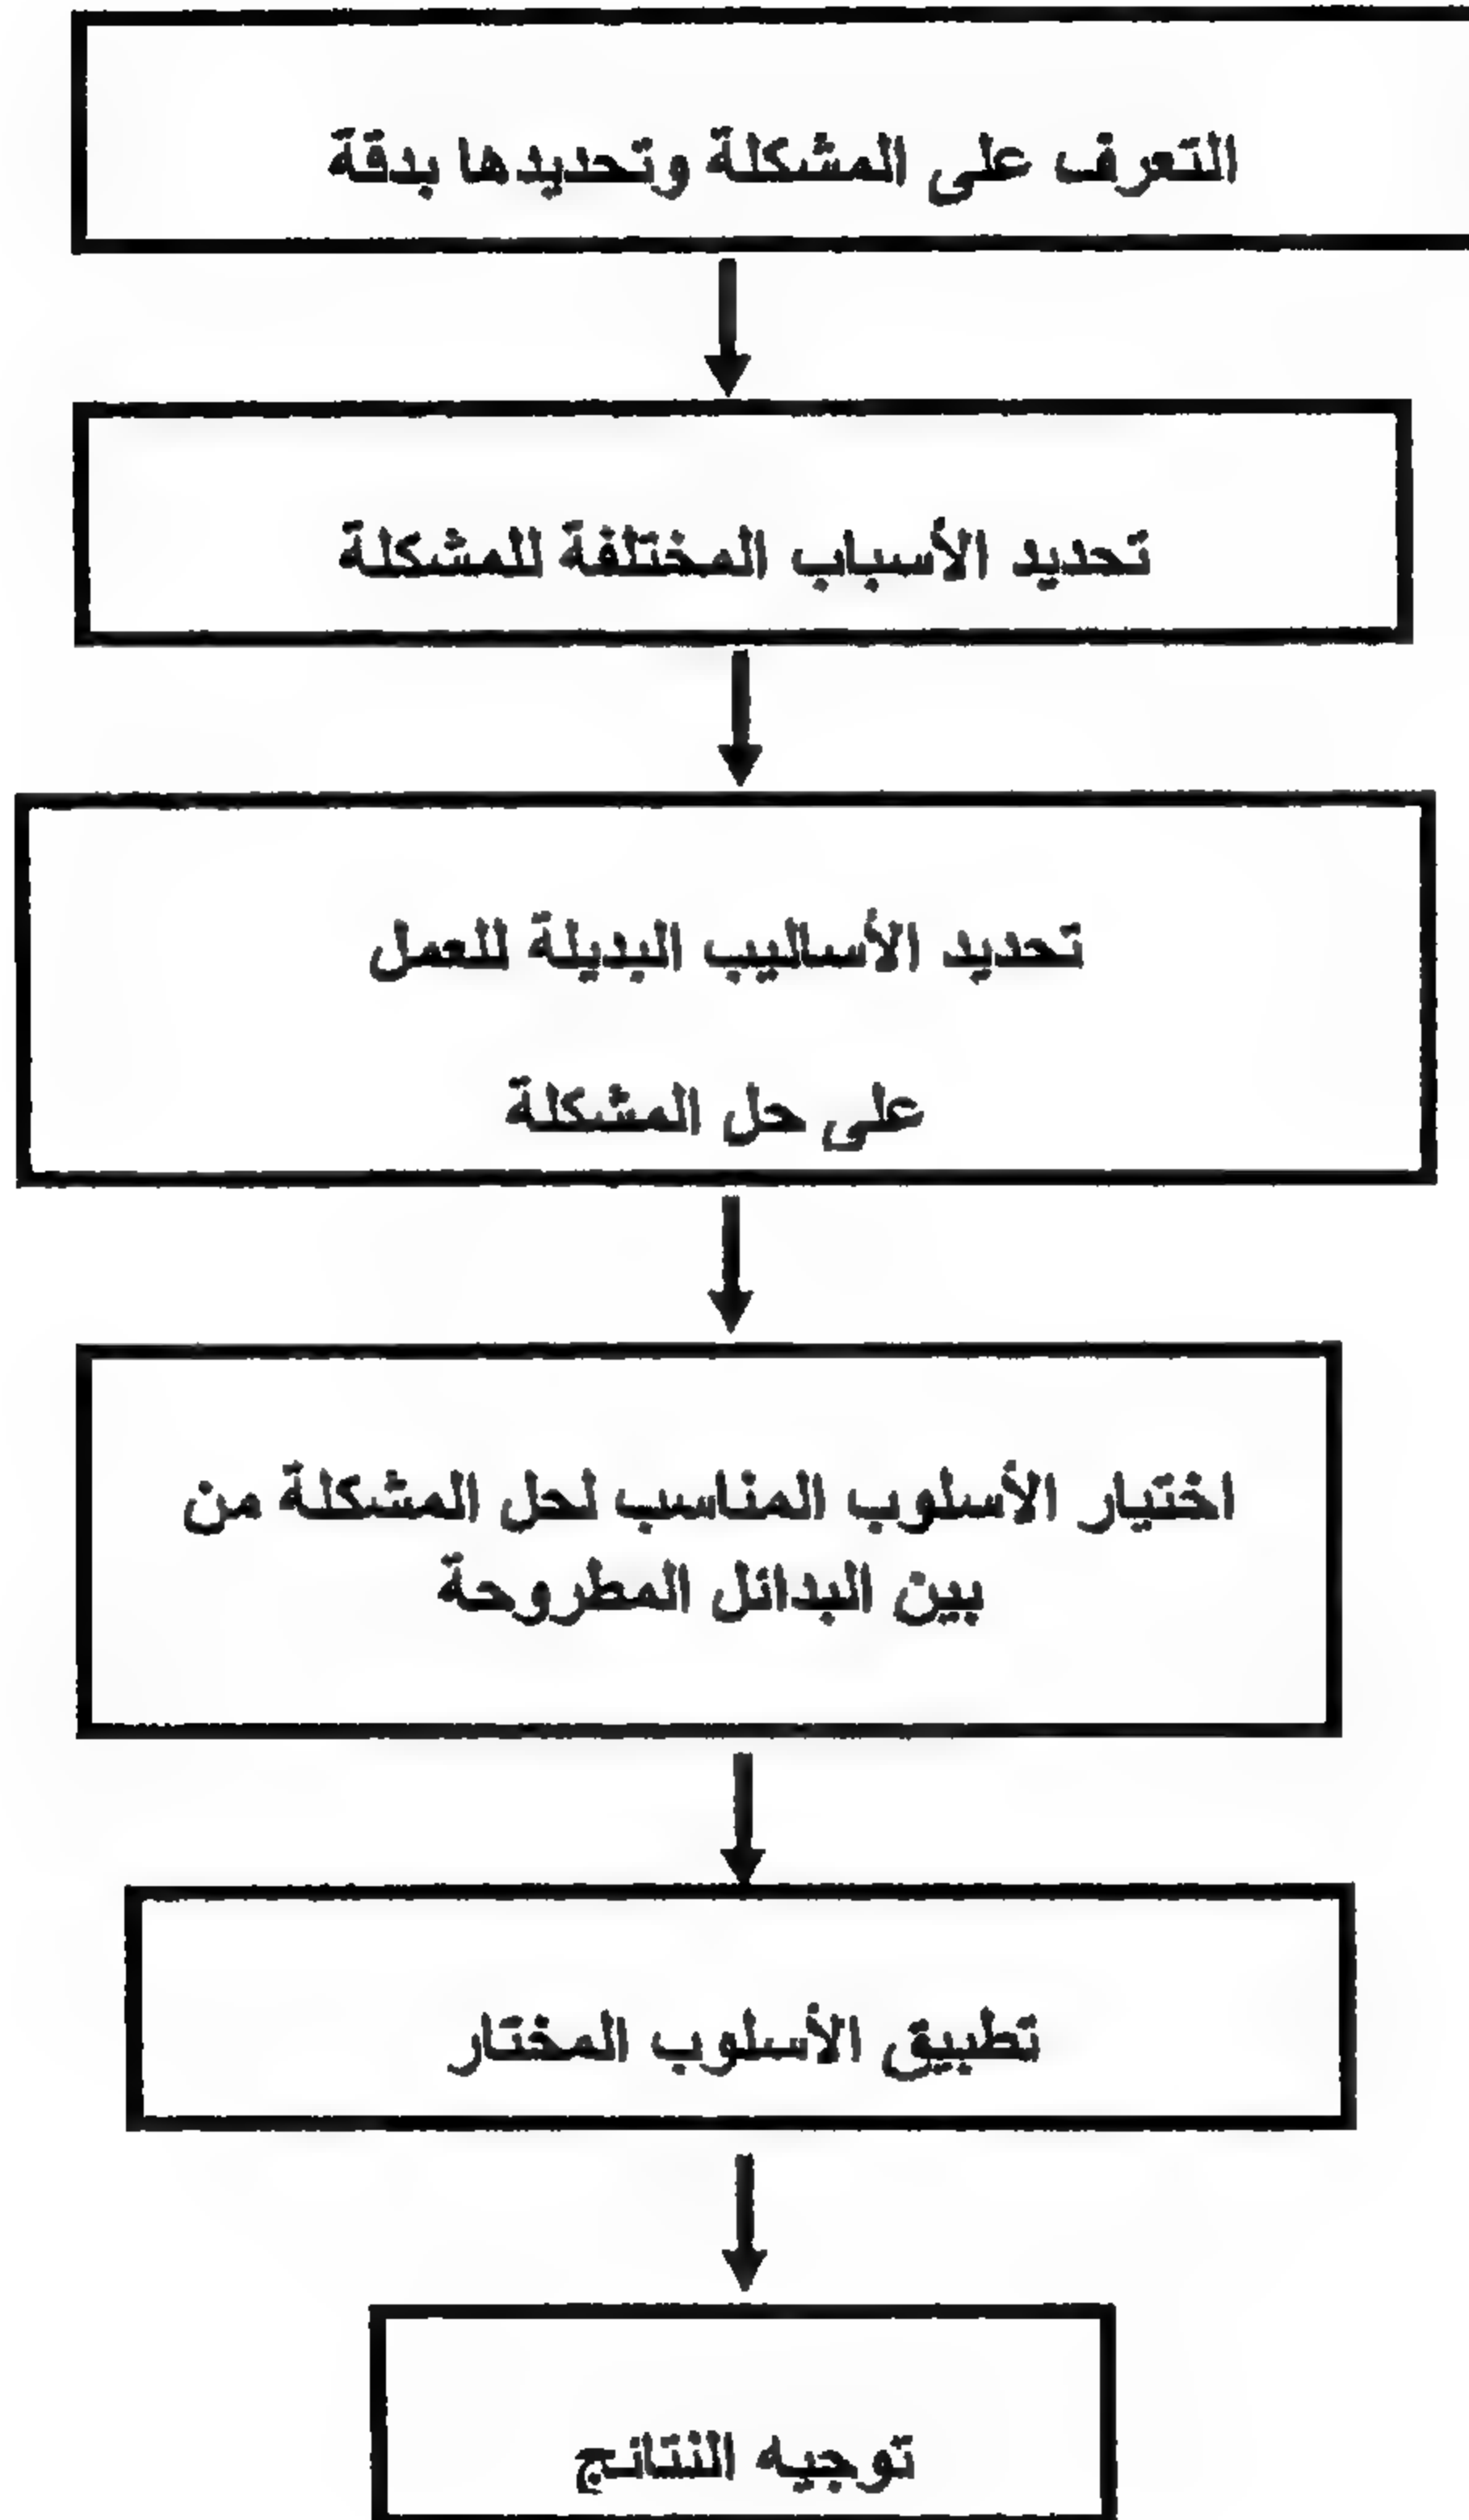 التعرف على المشكلة وتحديدها بدقة
تحديد الأسباب المختلفة للمشكلة
تحديد الأساليب البديلة للعمل
على حل المشكلة
اختيار الأسلوب المناسب لحل المشكلة من
بين البدائل المطروحة
تطبيق الأسلوب المختار
توجيه النتائج